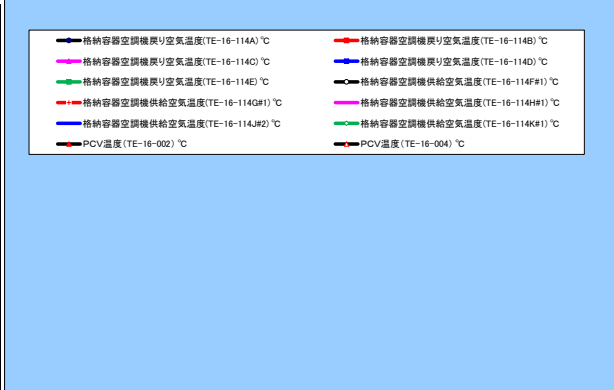 格納容器空調機戻り空気温度(TE-16-114A)℃ 格納容器空調機戻り空気温度(TE-16-114B)℃
格納容器空調機戻り空気温度(TE-16-114C)℃ 格納容器空調機戻り空気温度(TE-16-114D)℃
格納容器空調機戻り空気温度(TE-16-114E)℃ 格納容器空調機供給空気温度(TE-16-114F#1)℃
格納容器空調機供給空気温度(TE-16-114G#1)℃ 格納容器空調機供給空気温度(TE-16-114H#1)℃
格納容器空調機供給空気温度(TE-16-114J#2)℃ 格納容器空調機供給空気温度(TE-16-114K#1)℃
PCV温度(TE-16-002)℃ PCV温度(TE-16-004)℃